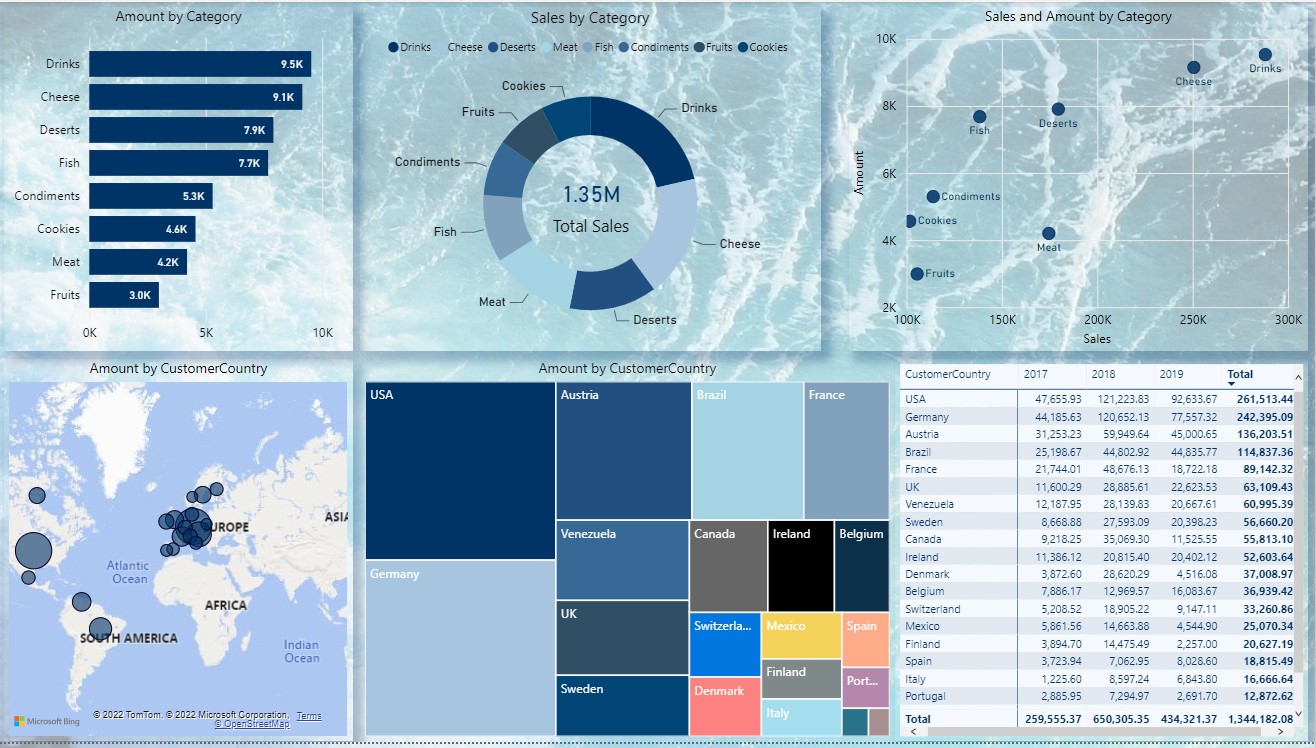 Amount by Category
Drinks 9.5K
Cheese 9.1K
Deserts 7.9K
Fish 7.7K
Condiments 5.3K
Cookies 4.6K
Meat 4.2K
Fruits 3.0K
0K 5K 10K
Sales by Category
Drinks Cheese Deserts Meat Fish Condiments Fruits Cookies
Cookies
Drinks
Fruits
Condiments
1.35M
Total Sales
Fish
Cheese
Meat
Deserts
Sales and Amount by Category
10K
Drinks
Cheese
8K
Fish
Deserts
Amount
6K
Condiments
Cookies
4K
Meat
Fruits
2K
100K 150K 200K 250K 300K
Sales
Amount by CustomerCountry
EUROPE
ASIA
Atlantic
Ocean
AFRICA
SOUTH AMERICA
Indian
Ocean
Microsoft Bing
© 2022 TomTom, © 2022 Microsoft Corporation, Terms
© OpenStreetMap
Amount by CustomerCountry
USA
Austria
Brazil
France
Venezuela
Canada
Ireland
Belgium
Germany
UK
Switzerla...
Mexico
Spain
Finland
Port...
Sweden
Denmark
Italy
CustomerCountry 2017 2018 2019 Total
USA 47,655.93 121,223.83 92,633.67 261,513.44
Germany 44,185.63 120,652.13 77,557.32 242,395.09
Austria 31,253.23 59,949.64 45,000.65 136,203.51
Brazil 25,198.67 44,802.92 44,835.77 114,837.36
France 21,744.01 48,676.13 18,722.18 89,142.32
UK 11,600.29 28,885.61 22,623.53 63,109.43
Venezuela 12,187.95 28,139.83 20,667.61 60,995.39
Sweden 8,668.88 27,593.09 20,398.23 56,660.20
Canada 9,218.25 35,069.30 11,525.55 55,813.10
Ireland 11,386.12 20,815.40 20,402.12 52,603.64
Denmark 3,872.60 28,620.29 4,516.08 37,008.97
Belgium 7,886.17 12,969.57 16,083.67 36,939.42
Switzerland 5,208.52 18,905.22 9,147.11 33,260.86
Mexico 5,861.56 14,663.88 4,544.90 25,070.34
Finland 3,894.70 14,475.49 2,257.00 20,627.19
Spain 3,723.94 7,062.95 8,028.60 18,815.49
Italy 1,225.60 8,597.24 6,843.80 16,666.64
Portugal 2,885.95 7,294.97 2,691.70 12,872.62
Total 259,555.37 650,305.35 434,321.37 1,344,182.08